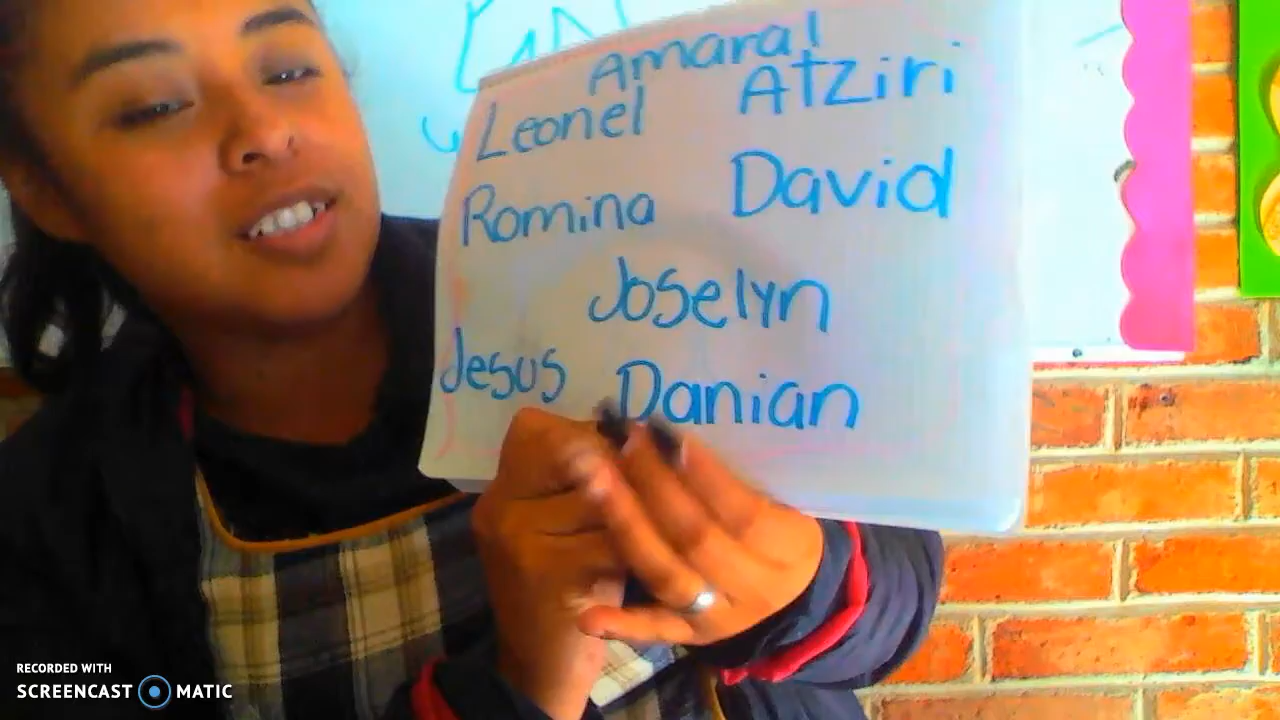 Amaral
Leonel Atziri
Romina David
Joselyn
Jesus Danian
RECORDED WITH
SCREENCAST MATIC